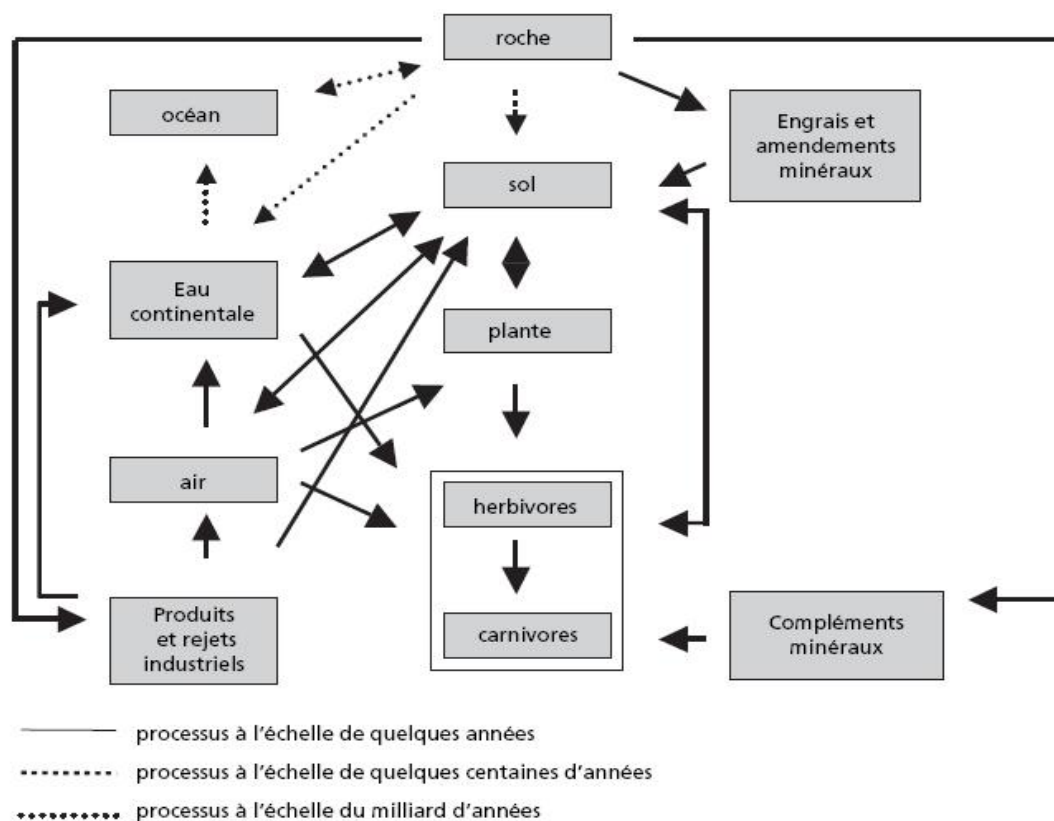 roche
océan
Engrais et
amendements
minéraux
sol
Eau
continentale
plante
air
herbivores
Produits
et rejets
industriels
carnivores
Compléments
minéraux
processus à l'échelle de quelques années
processus à l'échelle de quelques centaines d'années
processus à l'échelle du milliard d'années